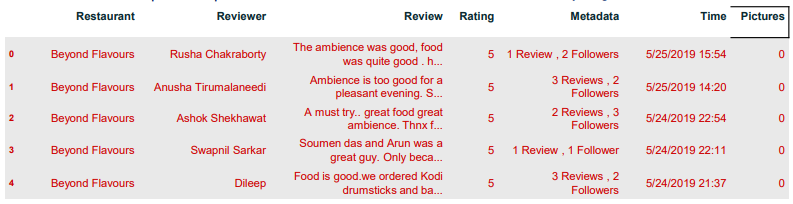 Restaurant Reviewer Review Rating Metadata Time Pictures
0 Beyond Flavours Rusha Chakraborty The ambience was good, food was quite good . h... 5 1 Review , 2 Followers 5/25/2019 15:54 0
1 Beyond Flavours Anusha Tirumalaneedi Ambience is too good for a pleasant evening. S... 5 3 Reviews , 2 Followers 5/25/2019 14:20 0
2 Beyond Flavours Ashok Shekhawat A must try.. great food great ambience. Thnx f... 5 2 Reviews , 3 Followers 5/24/2019 22:54 0
3 Beyond Flavours Swapnil Sarkar Soumen das and Arun was a great guy. Only beca... 5 1 Review , 1 Follower 5/24/2019 22:11 0
4 Beyond Flavours Dileep Food is good.we ordered Kodi drumsticks and ba... 5 3 Reviews , 2 Followers 5/24/2019 21:37 0